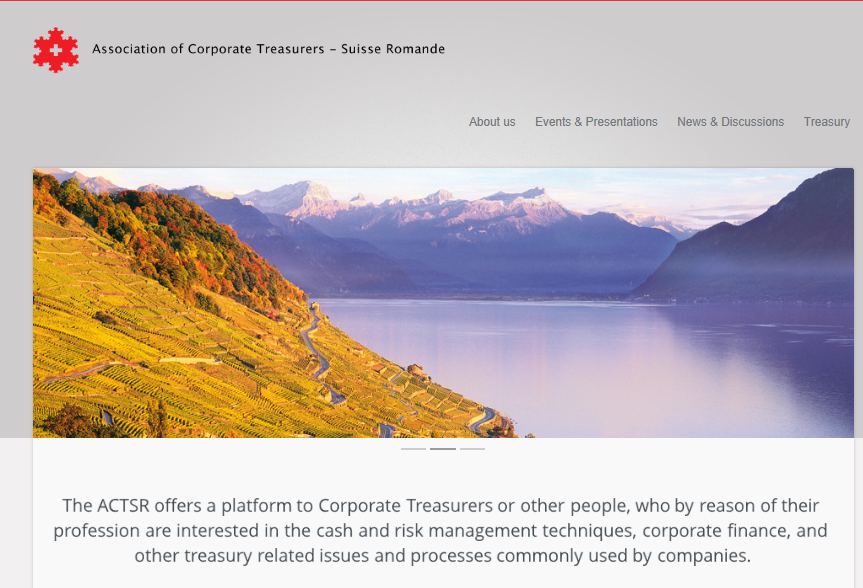 Association of Corporate Treasurers – Suisse Romande
About us Events & Presentations News & Discussions Treasury
The ACTSR offers a platform to Corporate Treasurers or other people, who by reason of their
profession are interested in the cash and risk management techniques, corporate finance, and
other treasury related issues and processes commonly used by companies.